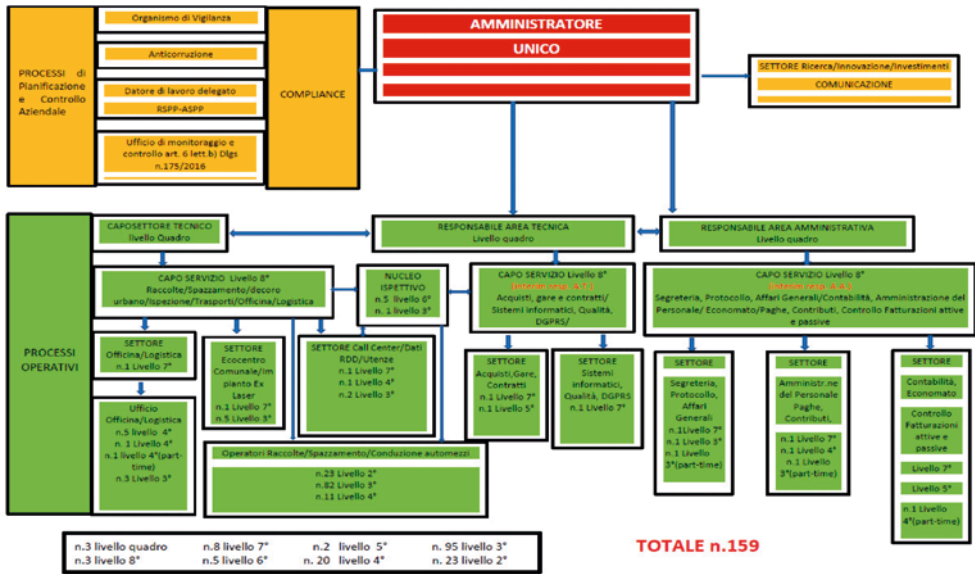 Organismo di Vigilanza
Anticorruzione
PROCESSI di
Pianificazione
e Controllo
Aziendale
Datore di lavoro delegato
RSPP-ASPP
Ufficio di monitoraggio e
controllo art. 6 lett.b) Dlgs
n.175/2016
COMPLIANCE
AMMINISTRATORE
UNICO
SETTORE Ricerca/Innovazione/Investimenti
COMUNICAZIONE
CAPOSETTORE TECNICO
livello Quadro
RESPONSABILE AREA TECNICA
Livello quadro
RESPONSABILE AREA AMMINISTRATIVA
Livello quadro
PROCESSI
OPERATIVI
CAPO SERVIZIO Livello 8°
Raccolte/Spazzamento/decoro
urbano/Ispezione/Trasporti/Officina/Logistica
NUCLEO
ISPETTIVO
n.5 livello 6°
n. 1 livello 3°
CAPO SERVIZIO Livello 8°
(interim resp. A.T.)
Acquisti, gare e contratti/
Sistemi informatici, Qualità,
DGPRS/
CAPO SERVIZIO Livello 8°
(interim resp. A.A.)
Segreteria, Protocollo, Affari Generali/Contabilità, Amministrazione del
Personale/ Economato/Paghe, Contributi, Controllo Fatturazioni attive
e passive
SETTORE
Officina/Logistica
n.1 Livello 7°
SETTORE
Ecocentro
Comunale/Im
pianto Ex
Laser
n.1 Livello 7°
n.5 Livello 3°
SETTORE Call Center/Dati
RDD/Utenze
n.1 Livello 7°
n.1 Livello 4°
n.2 Livello 3°
SETTORE
Acquisti,Gare,
Contratti
n.1 Livello 7°
n.1 Livello 5°
SETTORE
Sistemi
informatici,
Qualità, DGPRS
n.1 Livello 7°
SETTORE
Segreteria,
Protocollo,
Affari
Generali
n.1Livello 7°
n.1 Livello 3°
n.1 Livello
3°(part-time)
SETTORE
Amministr.ne
del Personale
Paghe,
Contributi,
n.1 Livello 7°
n.1 Livello 4°
n.1 Livello
3°(part-time)
SETTORE
Contabilità,
Economato
Controllo
Fatturazioni
attive e
passive
Livello 7°
Livello 5°
n.1 Livello
4°(part-time)
Ufficio
Officina/Logistica
n.5 livello 4°
n. 1 Livello 4°
n.1 livello 4°(part-
time)
n.3 Livello 3°
Operatori Raccolte/Spazzamento/Conduzione automezzi
n.23 Livello 2°
n.82 Livello 3°
n.11 Livello 4°
n.3 livello quadro n.8 livello 7° n.2 livello 5° n. 95 livello 3°
n.3 livello 8° n.5 livello 6° n. 20 livello 4° n. 23 livello 2°
TOTALE n.159